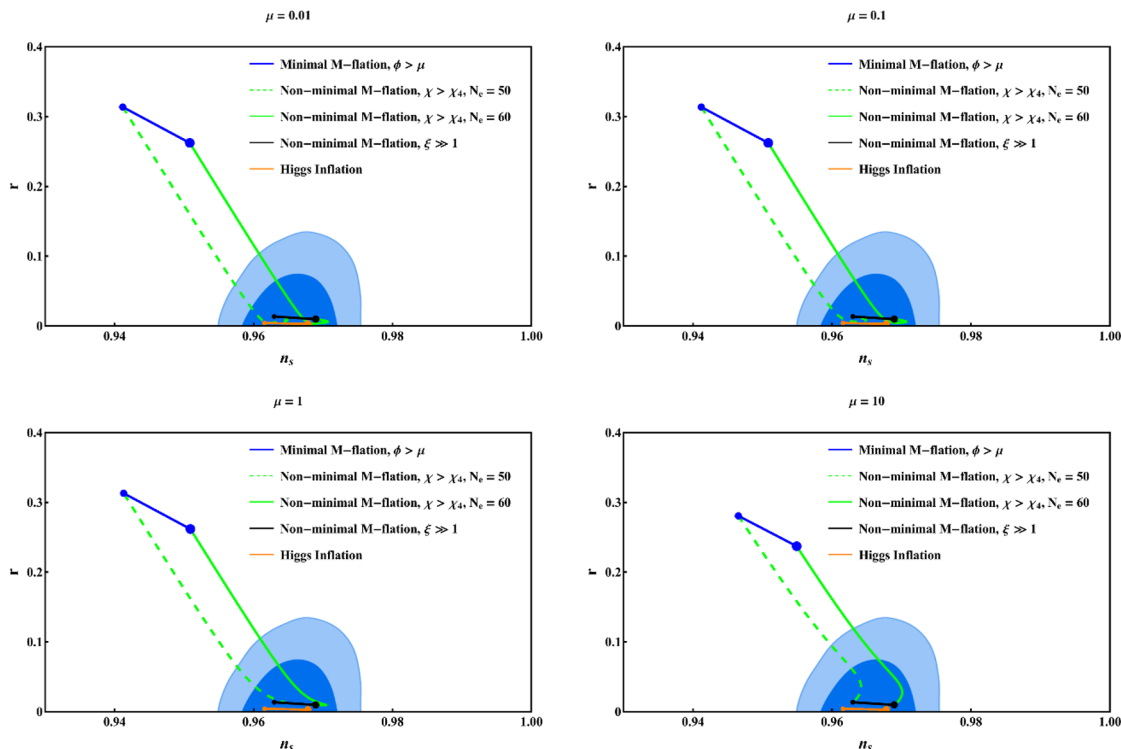 μ = 0.01
0.4
0.3
0.2
0.1
0
r
0.94
0.96
0.98
1.00
n_s
Minimal M−flation, ϕ > μ
Non−minimal M−flation, χ > χ₄, Nₑ = 50
Non−minimal M−flation, χ > χ₄, Nₑ = 60
Non−minimal M−flation, ξ ≫ 1
Higgs Inflation
μ = 0.1
0.4
0.3
0.2
0.1
0
r
0.94
0.96
0.98
1.00
n_s
Minimal M−flation, ϕ > μ
Non−minimal M−flation, χ > χ₄, Nₑ = 50
Non−minimal M−flation, χ > χ₄, Nₑ = 60
Non−minimal M−flation, ξ ≫ 1
Higgs Inflation
μ = 1
0.4
0.3
0.2
0.1
0
r
0.94
0.96
0.98
1.00
n_s
Minimal M−flation, ϕ > μ
Non−minimal M−flation, χ > χ₄, Nₑ = 50
Non−minimal M−flation, χ > χ₄, Nₑ = 60
Non−minimal M−flation, ξ ≫ 1
Higgs Inflation
μ = 10
0.4
0.3
0.2
0.1
0
r
0.94
0.96
0.98
1.00
n_s
Minimal M−flation, ϕ > μ
Non−minimal M−flation, χ > χ₄, Nₑ = 50
Non−minimal M−flation, χ > χ₄, Nₑ = 60
Non−minimal M−flation, ξ ≫ 1
Higgs Inflation